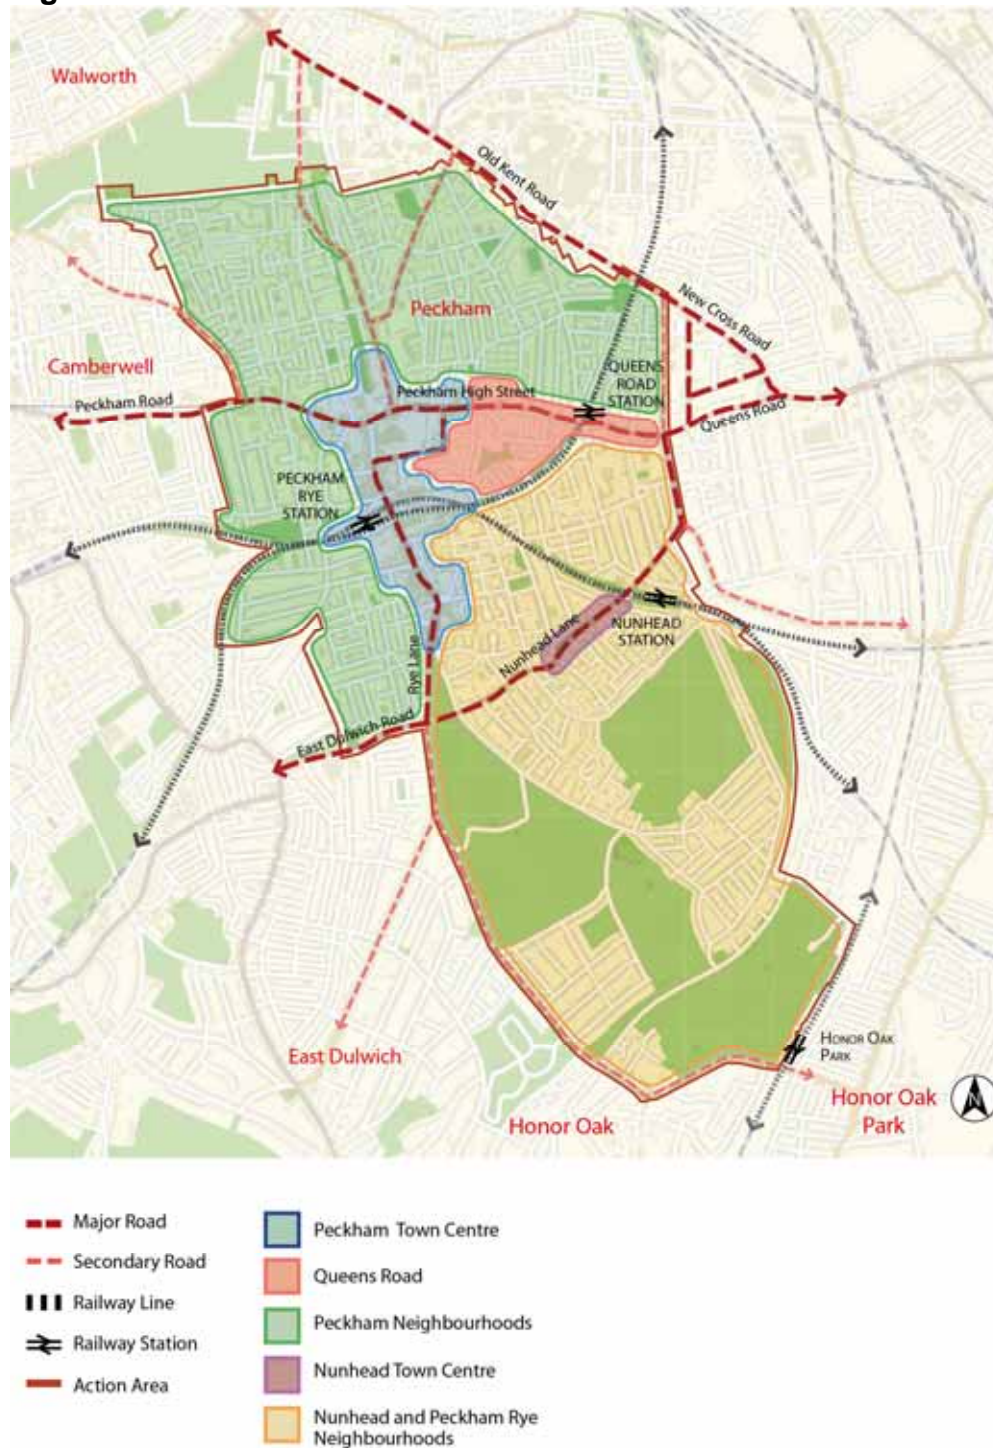 Walworth
Old Kent Road
New Cross Road
Peckham
Camberwell
QUEENS
ROAD
STATION
Peckham High Street
Peckham Road
Queens Road
PECKHAM
RYE
STATION
NUNHEAD
STATION
Nunhead Lane
Rye Lane
East Dulwich Road
East Dulwich
HONOR OAK
PARK
Honor Oak
Park
N
Honor Oak
Major Road
Secondary Road
Railway Line
Railway Station
Action Area
Peckham Town Centre
Queens Road
Peckham Neighbourhoods
Nunhead Town Centre
Nunhead and Peckham Rye
Neighbourhoods